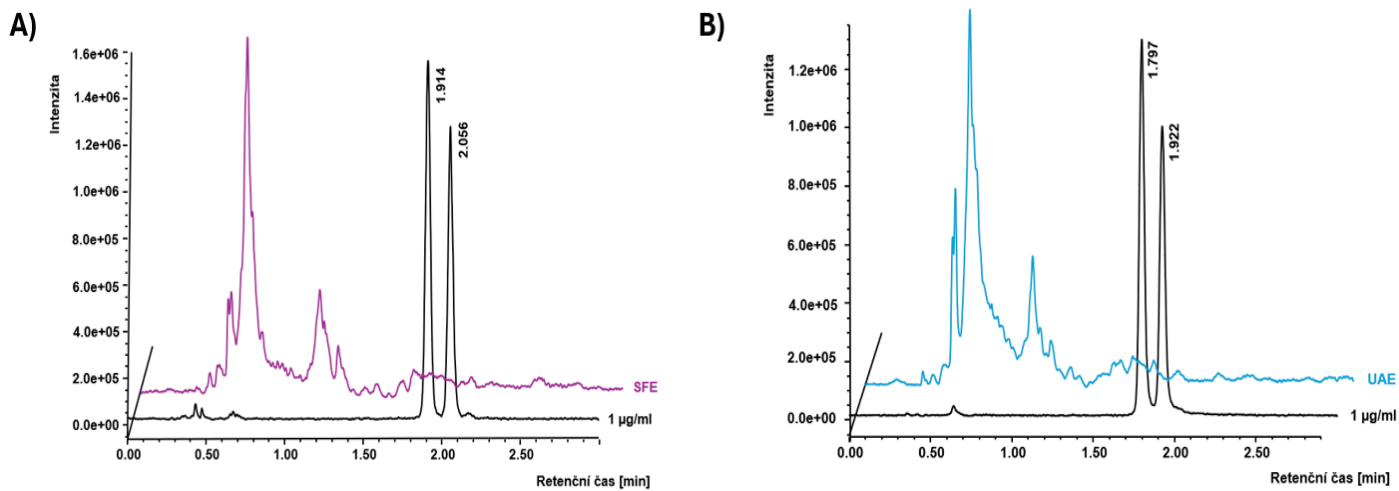 A)
Intenzita
1.6e+06
1.4e+06
1.2e+06
1.0e+06
8.0e+05
6.0e+05
4.0e+05
2.0e+05
0.0e+00
1.914
2.056
SFE
1 µg/ml
0.00 0.50 1.00 1.50 2.00 2.50
Retenční čas [min]
B)
Intenzita
1.2e+06
1.0e+06
8.0e+05
6.0e+05
4.0e+05
2.0e+05
0.0e+00
1.797
1.922
UAE
1 µg/ml
0.00 0.50 1.00 1.50 2.00 2.50
Retenční čas [min]